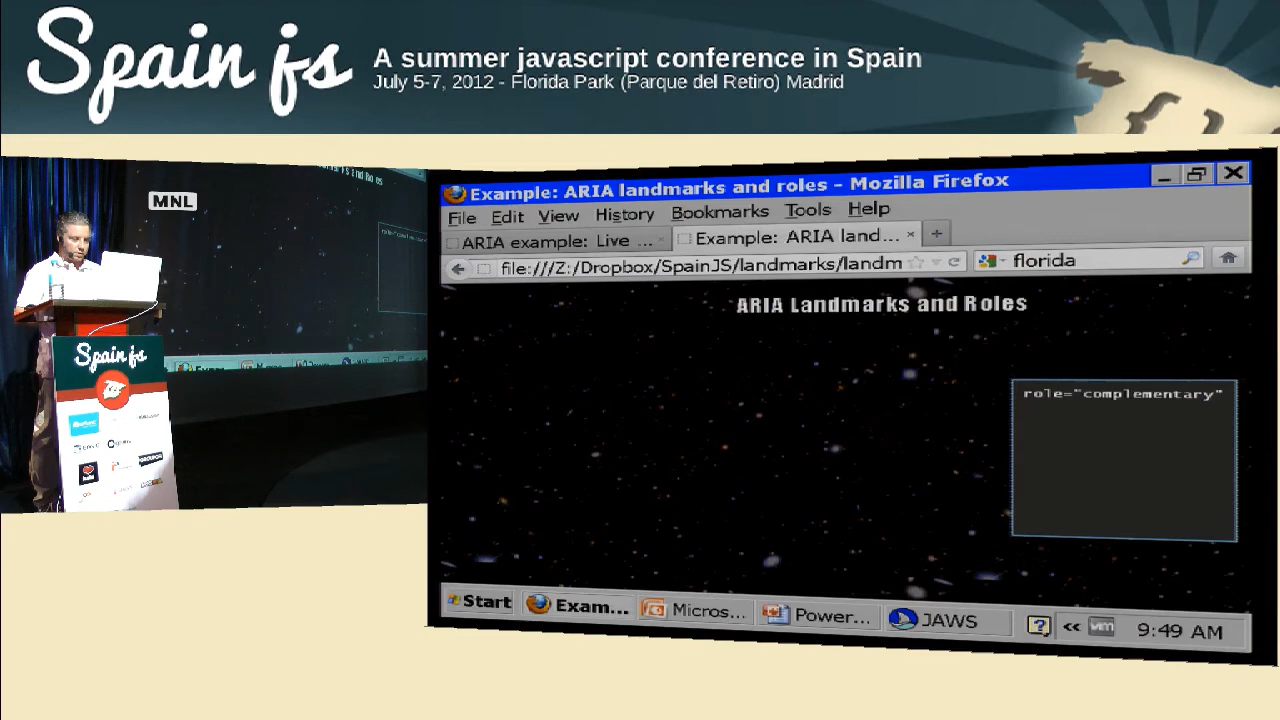 Spain js
A summer javascript conference in Spain
July 5-7, 2012 - Florida Park (Parque del Retiro) Madrid
MNL
Spain js
Example: ARIA landmarks and roles - Mozilla Firefox
File Edit View History Bookmarks Tools Help
ARIA example: Live ...
Example: ARIA land...
file:///Z:/Dropbox/SpainJS/landmarks/landm
florida
ARIA Landmarks and Roles
role="complementary"
Start
Exam...
Micros...
Power...
JAWS
vm
9:49 AM